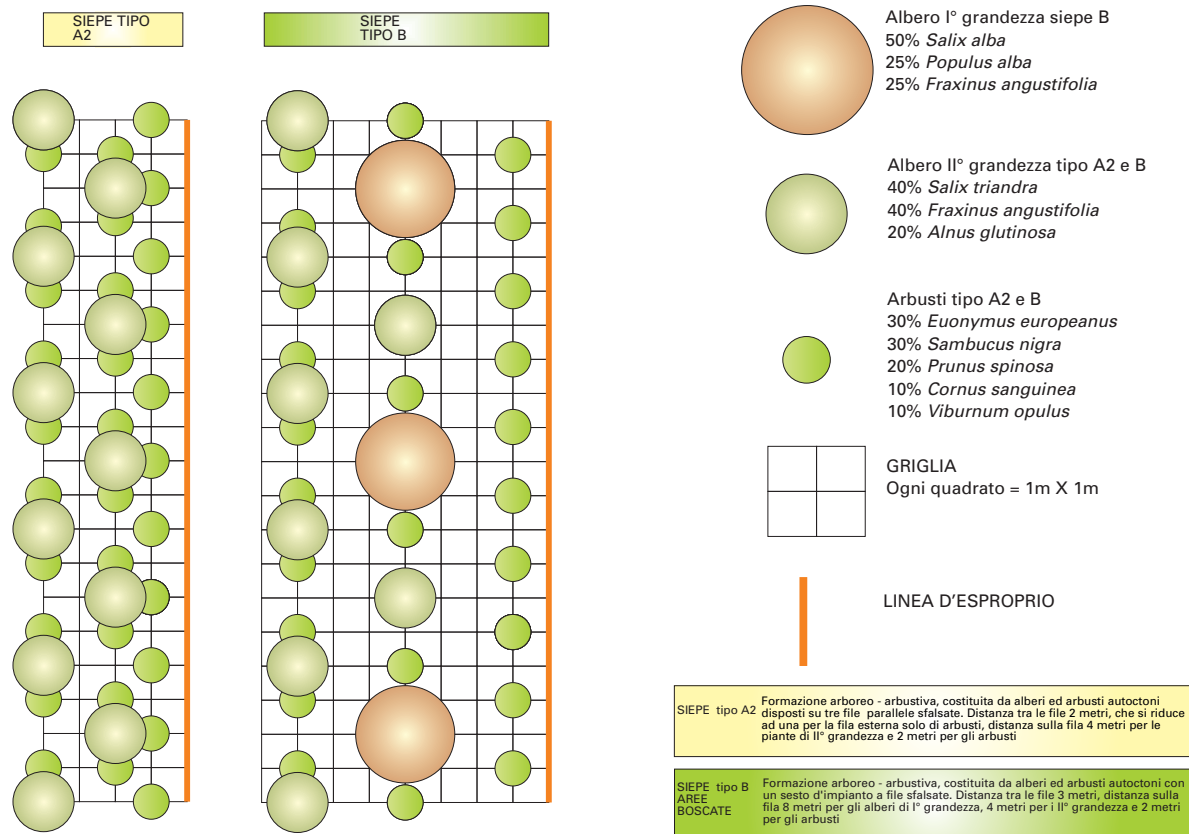 SIEPE TIPO
A2
SIEPE
TIPO B
Albero I° grandezza siepe B
50% Salix alba
25% Populus alba
25% Fraxinus angustifolia
Albero II° grandezza tipo A2 e B
40% Salix triandra
40% Fraxinus angustifolia
20% Alnus glutinosa
Arbusti tipo A2 e B
30% Euonymus europeanus
30% Sambucus nigra
20% Prunus spinosa
10% Cornus sanguinea
10% Viburnum opulus
GRIGLIA
Ogni quadrato = 1m X 1m
LINEA D'ESPROPRIO
SIEPE tipo A2
Formazione arboreo - arbustiva, costituita da alberi ed arbusti autoctoni
disposti su tre file parallele sfalsate. Distanza tra le file 2 metri, che si riduce
ad una per la fila esterna solo di arbusti, distanza sulla fila 4 metri per le
piante di II° grandezza e 2 metri per gli arbusti
SIEPE tipo B
AREE
BOSCATE
Formazione arboreo - arbustiva, costituita da alberi ed arbusti autoctoni con
un sesto d'impianto a file sfalsate. Distanza tra le file 3 metri, distanza sulla
fila 8 metri per gli alberi di I° grandezza, 4 metri per i II° grandezza e 2 metri
per gli arbusti